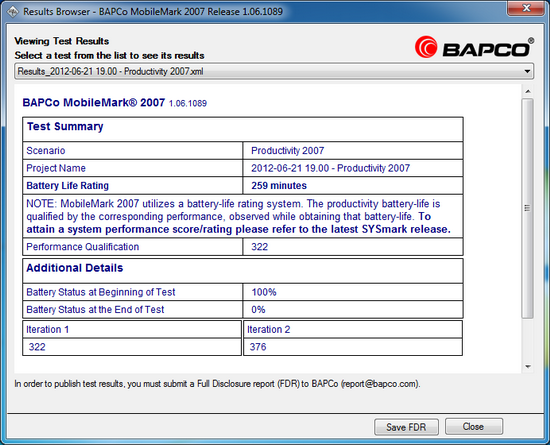 Results Browser - BAPCo MobileMark 2007 Release 1.06.1089
Viewing Test Results
Select a test from the list to see its results
BAPCO
Results_2012-06-21 19.00 - Productivity 2007.xml
BAPCo MobileMark® 2007 1.06.1089
Test Summary
Scenario Productivity 2007
Project Name 2012-06-21 19.00 - Productivity 2007
Battery Life Rating 259 minutes
NOTE: MobileMark 2007 utilizes a battery-life rating system. The productivity battery-life is
qualified by the corresponding performance, observed while obtaining that battery-life. To
attain a system performance score/rating please refer to the latest SYSmark release.
Performance Qualification 322
Additional Details
Battery Status at Beginning of Test 100%
Battery Status at the End of Test 0%
Iteration 1 Iteration 2
322 376
In order to publish test results, you must submit a Full Disclosure report (FDR) to BAPCo (report@bapco.com).
Save FDR Close